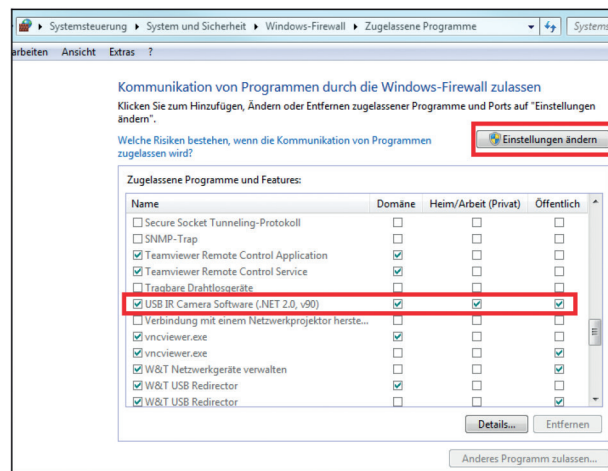 Systemsteuerung ▸ System und Sicherheit ▸ Windows-Firewall ▸ Zugelassene Programme
Systems
arbeiten Ansicht Extras ?
Kommunikation von Programmen durch die Windows-Firewall zulassen
Klicken Sie zum Hinzufügen, Ändern oder Entfernen zugelassener Programme und Ports auf "Einstellungen
ändern".
Welche Risiken bestehen, wenn die Kommunikation von Programmen
zugelassen wird?
Einstellungen ändern
Zugelassene Programme und Features:
Name Domäne Heim/Arbeit (Privat) Öffentlich
Secure Socket Tunneling-Protokoll
SNMP-Trap
Teamviewer Remote Control Application
Teamviewer Remote Control Service
Tragbare Drahtlosgeräte
USB IR Camera Software (.NET 2.0, v90)
Verbindung mit einem Netzwerkprojektor herste...
vncviewer.exe
vncviewer.exe
W&T Netzwerkgeräte verwalten
W&T USB Redirector
W&T USB Redirector
Details... Entfernen
Anderes Programm zulassen...